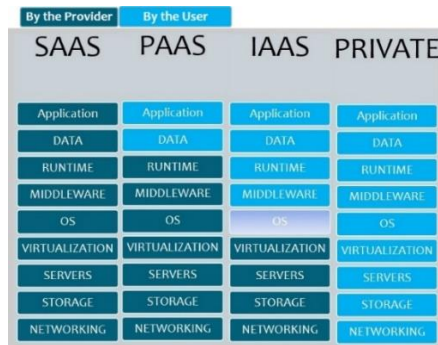 By the Provider By the User
SAAS PAAS IAAS PRIVATE
Application Application Application Application
DATA DATA DATA DATA
RUNTIME RUNTIME RUNTIME RUNTIME
MIDDLEWARE MIDDLEWARE MIDDLEWARE MIDDLEWARE
OS OS OS OS
VIRTUALIZATION VIRTUALIZATION VIRTUALIZATION VIRTUALIZATION
SERVERS SERVERS SERVERS SERVERS
STORAGE STORAGE STORAGE STORAGE
NETWORKING NETWORKING NETWORKING NETWORKING